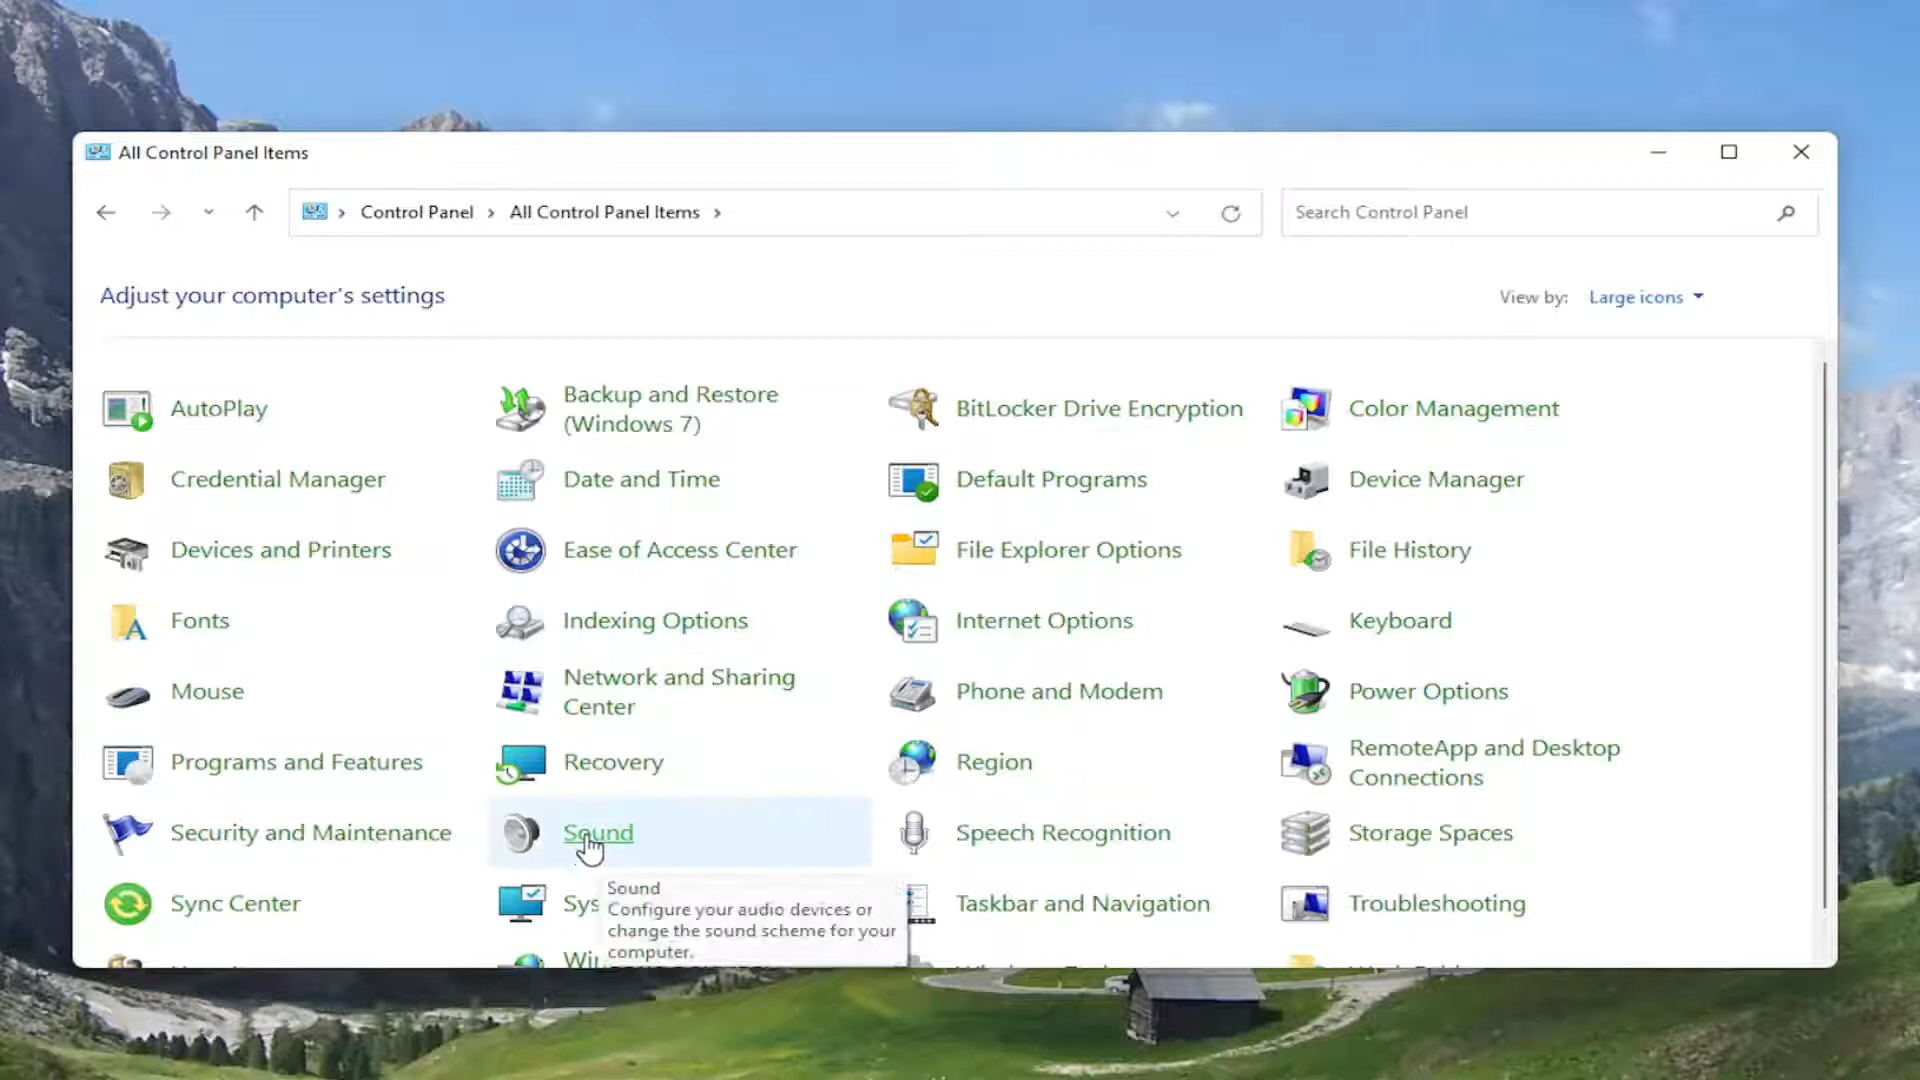 All Control Panel Items
Control Panel
All Control Panel Items
Search Control Panel
Adjust your computer's settings
View by:
Large icons
AutoPlay
Backup and Restore
(Windows 7)
BitLocker Drive Encryption
Color Management
Credential Manager
Date and Time
Default Programs
Device Manager
Devices and Printers
Ease of Access Center
File Explorer Options
File History
Fonts
Indexing Options
Internet Options
Keyboard
Mouse
Network and Sharing
Center
Phone and Modem
Power Options
Programs and Features
Recovery
Region
RemoteApp and Desktop
Connections
Security and Maintenance
Sound
Speech Recognition
Storage Spaces
Sync Center
Sys
Taskbar and Navigation
Troubleshooting
Sound
Configure your audio devices or
change the sound scheme for your
computer.